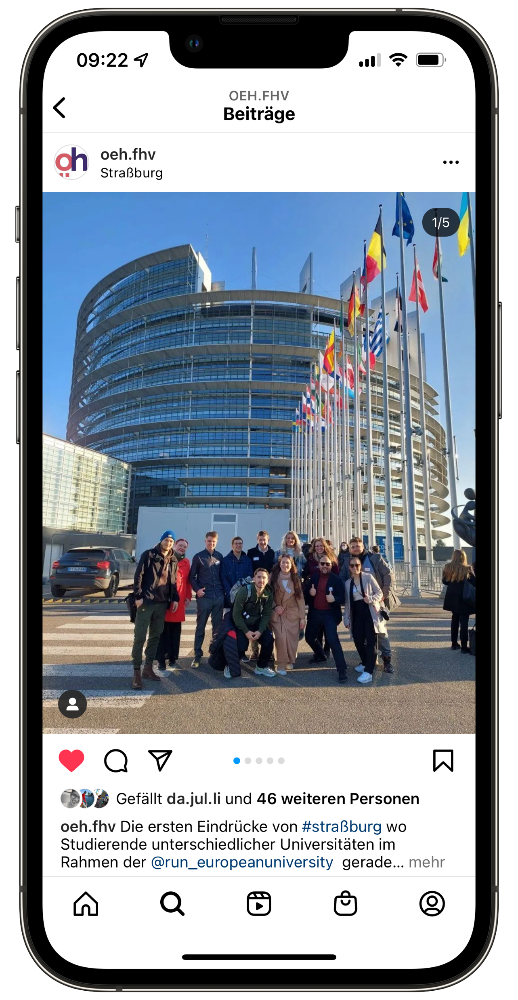 09:22
OEH.FHV
Beiträge
öh
oeh.fhv
Straßburg
1/5
Gefällt da.jul.li und 46 weiteren Personen
oeh.fhv Die ersten Eindrücke von #straßburg wo
Studierende unterschiedlicher Universitäten im
Rahmen der @run_europeanuniversity gerade... mehr